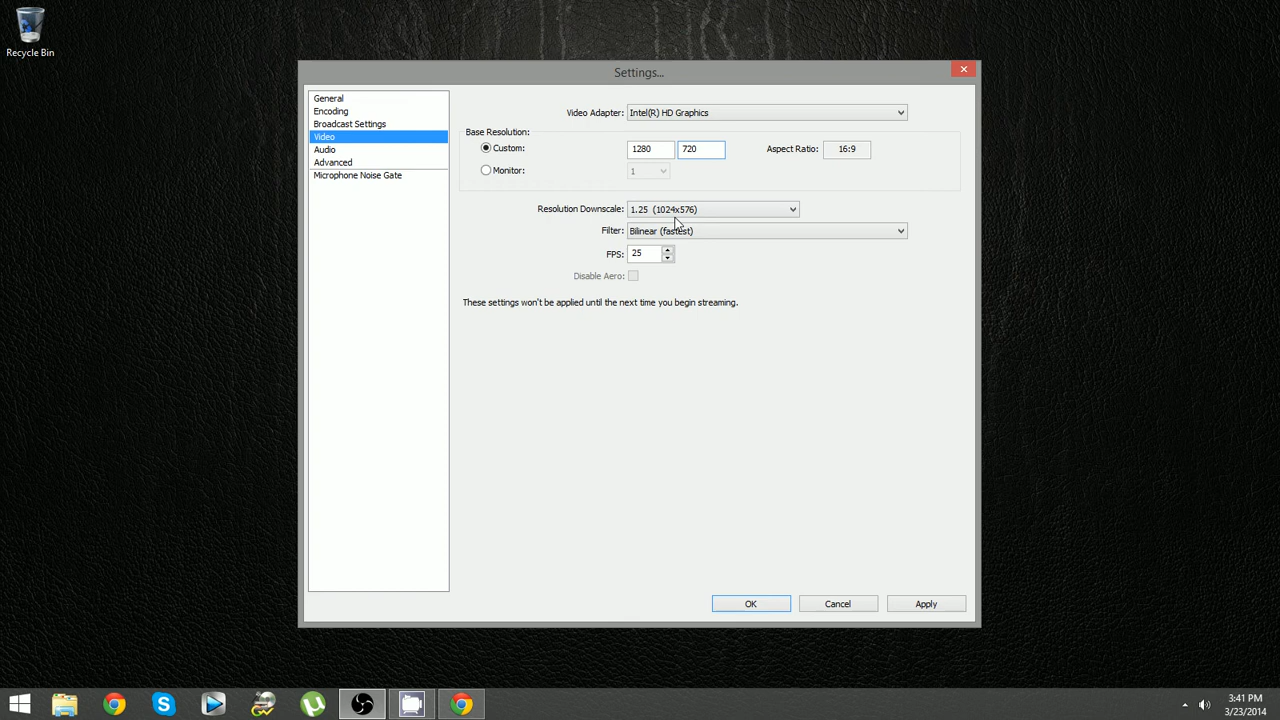 Recycle Bin
Settings...
General
Encoding
Broadcast Settings
Video
Audio
Advanced
Microphone Noise Gate
Video Adapter: Intel(R) HD Graphics
Base Resolution:
Custom: 1280 720 Aspect Ratio: 16:9
Monitor: 1
Resolution Downscale: 1.25 (1024x576)
Filter: Bilinear (fastest)
FPS: 25
Disable Aero:
These settings won't be applied until the next time you begin streaming.
OK Cancel Apply
3:41 PM
3/23/2014